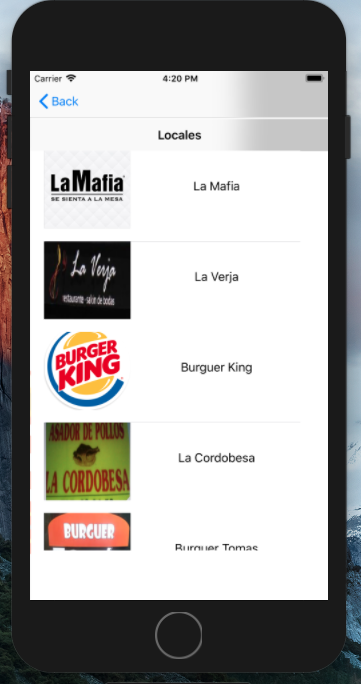 Carrier 4:20 PM
Back
Locales
LaMafia
SE SIENTA A LA MESA
La Mafia
La Verja
restaurante - salon de bodas
La Verja
BURGER
KING
Burguer King
ASADOR DE POLLOS
LA CORDOBESA
La Cordobesa
BURGUER
Burguer Tomas